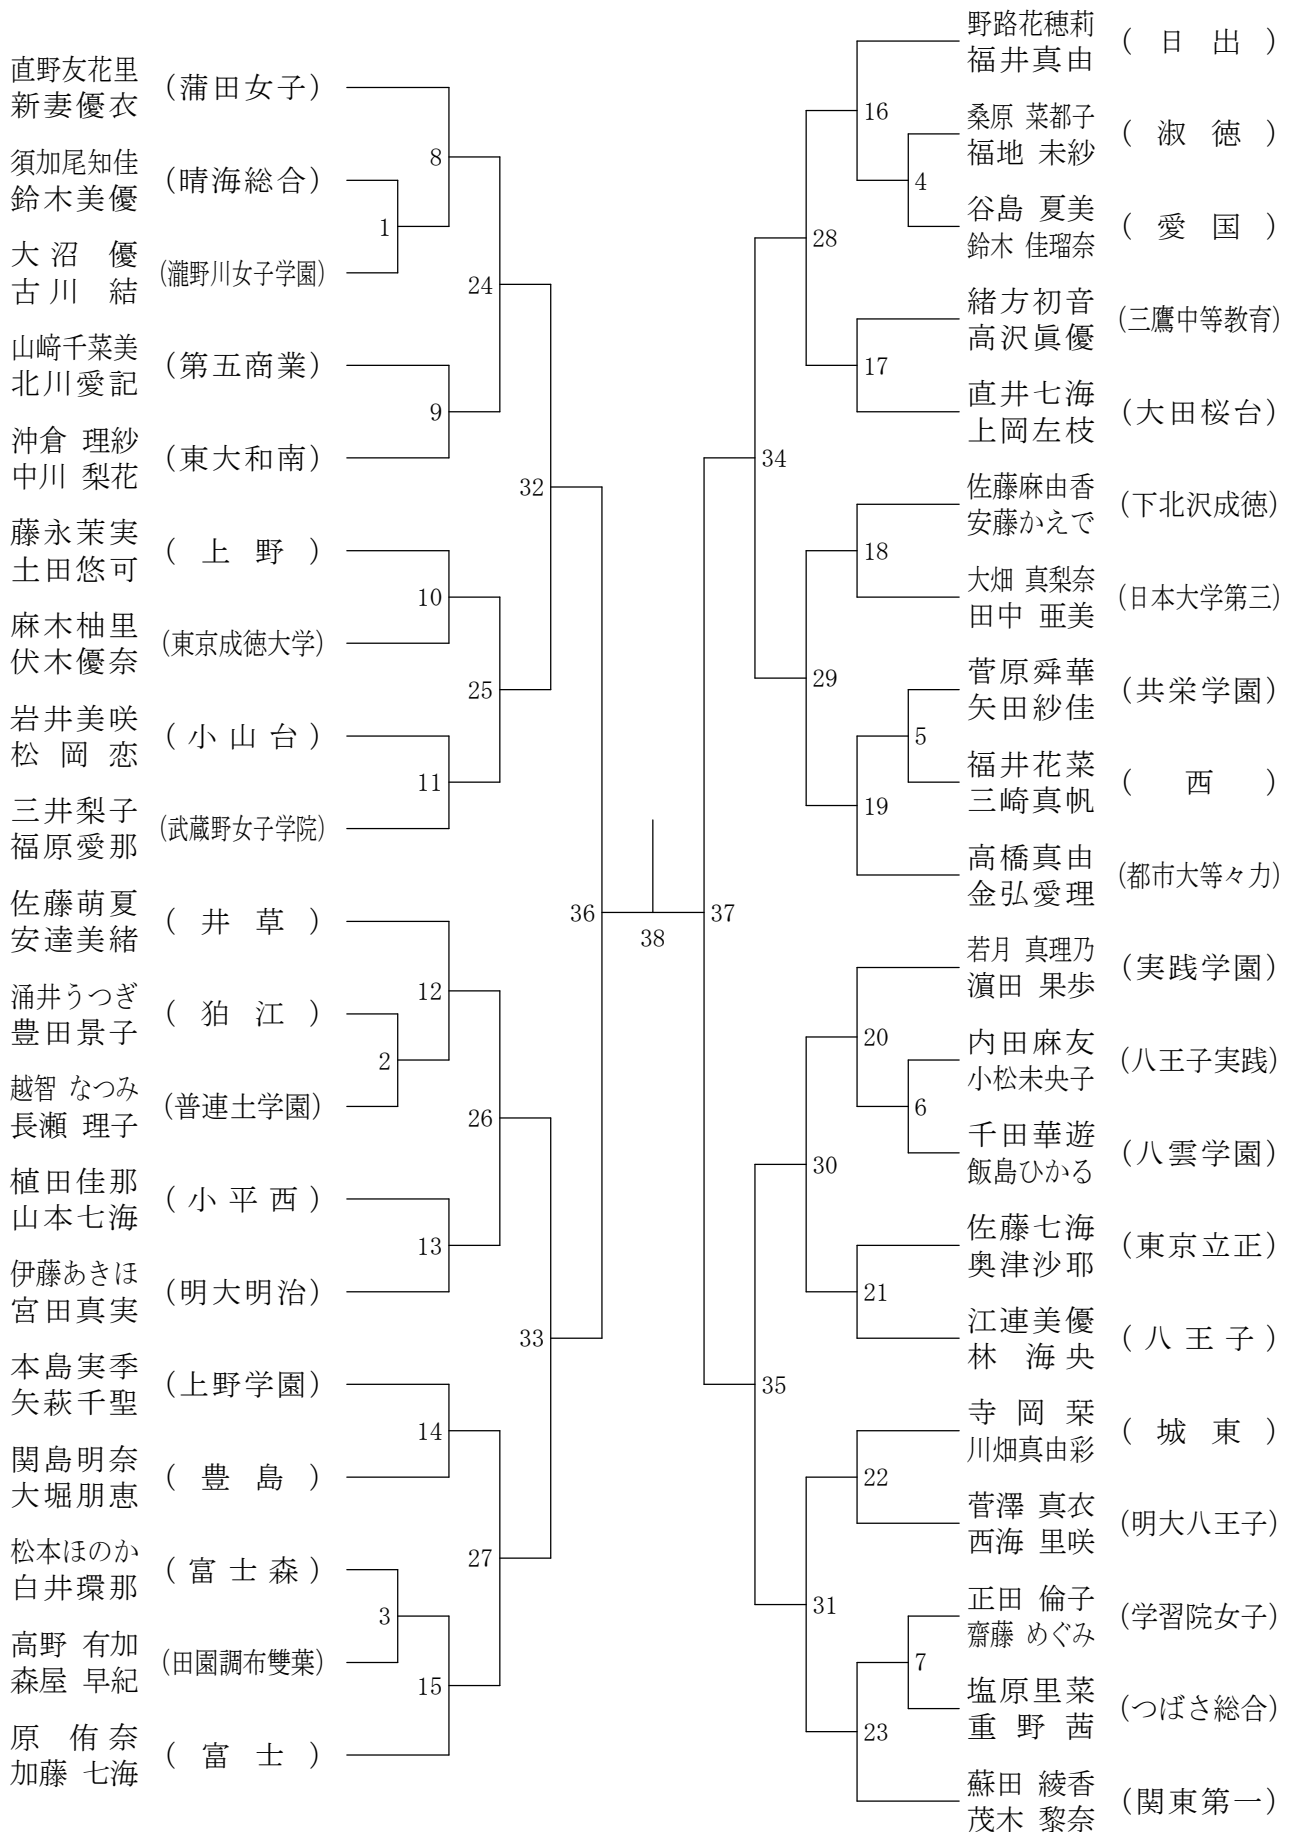 直野友花里
新妻優衣
(蒲田女子)
須加尾知佳
鈴木美優
(晴海総合)
大沼 優
古川 結
(瀧野川女子学園)
山﨑千菜美
北川愛記
(第五商業)
沖倉 理紗
中川 梨花
(東大和南)
藤永茉実
土田悠可
(上野)
麻木柚里
伏木優奈
(東京成徳大学)
岩井美咲
松岡恋
(小山台)
三井梨子
福原愛那
(武蔵野女子学院)
佐藤萌夏
安達美緒
(井草)
涌井うつぎ
豊田景子
(狛江)
越智 なつみ
長瀬 理子
(普連土学園)
植田佳那
山本七海
(小平西)
伊藤あきほ
宮田真実
(明大明治)
本島実季
矢萩千聖
(上野学園)
関島明奈
大堀朋恵
(豊島)
松本ほのか
白井環那
(富士森)
高野 有加
森屋 早紀
(田園調布雙葉)
原 侑奈
加藤 七海
(富士)
1
2
3
8
9
10
11
12
13
14
15
24
25
26
27
32
33
36
38
37
34
35
28
29
30
31
16
17
18
19
20
21
22
23
4
5
6
7
野路花穂莉
福井真由
(日出)
桑原 菜都子
福地 未紗
(淑徳)
谷島 夏美
鈴木 佳瑠奈
(愛国)
緒方初音
高沢眞優
(三鷹中等教育)
直井七海
上岡左枝
(大田桜台)
佐藤麻由香
安藤かえで
(下北沢成徳)
大畑 真梨奈
田中 亜美
(日本大学第三)
菅原舜華
矢田紗佳
(共栄学園)
福井花菜
三崎真帆
(西)
高橋真由
金弘愛理
(都市大等々力)
若月 真理乃
濵田 果歩
(実践学園)
内田麻友
小松未央子
(八王子実践)
千田華遊
飯島ひかる
(八雲学園)
佐藤七海
奥津沙耶
(東京立正)
江連美優
林 海央
(八王子)
寺岡栞
川畑真由彩
(城東)
菅澤 真衣
西海 里咲
(明大八王子)
正田 倫子
齋藤 めぐみ
(学習院女子)
塩原里菜
重野茜
(つばさ総合)
蘇田 綾香
茂木 黎奈
(関東第一)